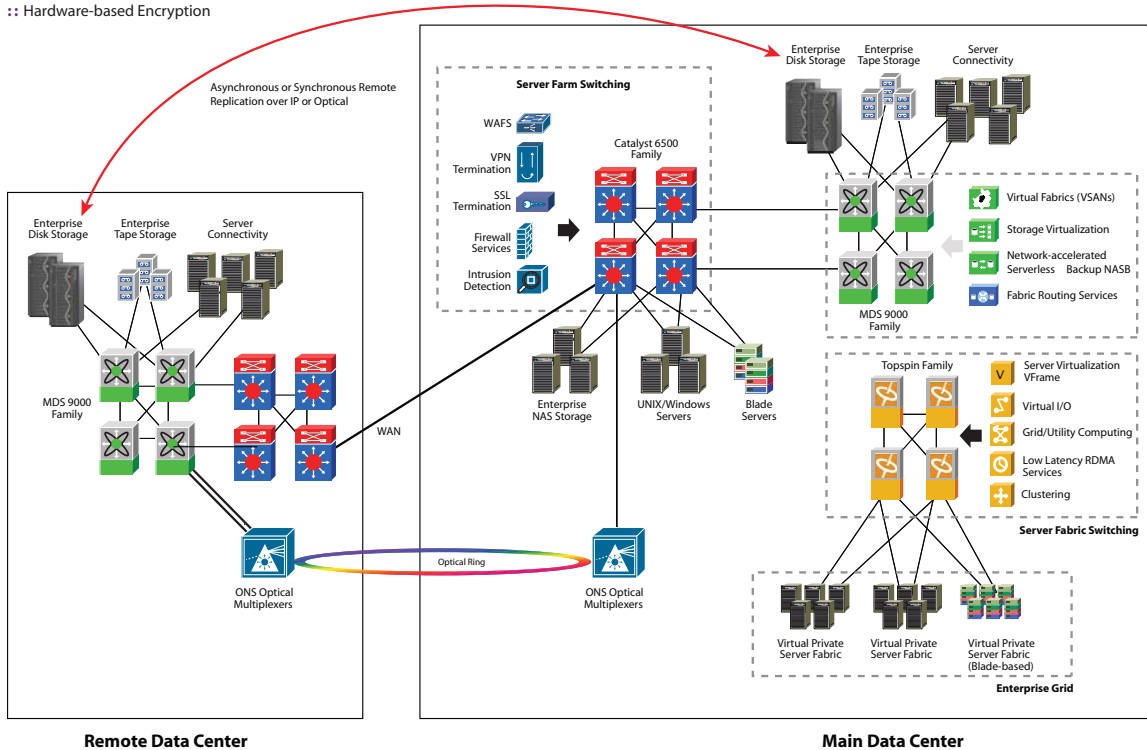 :: Hardware-based Encryption
Asynchronous or Synchronous Remote
Replication over IP or Optical
Enterprise
Disk Storage
Enterprise
Tape Storage
Server
Connectivity
MDS 9000
Family
WAN
ONS Optical
Multiplexers
Optical Ring
Remote Data Center
Server Farm Switching
WAFS
VPN
Termination
SSL
Termination
Firewall
Services
Intrusion
Detection
Catalyst 6500
Family
Enterprise
NAS Storage
UNIX/Windows
Servers
Blade
Servers
ONS Optical
Multiplexers
Enterprise
Disk Storage
Enterprise
Tape Storage
Server
Connectivity
Virtual Fabrics (VSANs)
Storage Virtualization
Network-accelerated
Serverless Backup NASB
Fabric Routing Services
MDS 9000
Family
Topspin Family
V
Server Virtualization
VFrame
Virtual I/O
Grid/Utility Computing
Low Latency RDMA
Services
Clustering
Server Fabric Switching
Virtual Private
Server Fabric
Virtual Private
Server Fabric
Virtual Private
Server Fabric
(Blade-based)
Enterprise Grid
Main Data Center